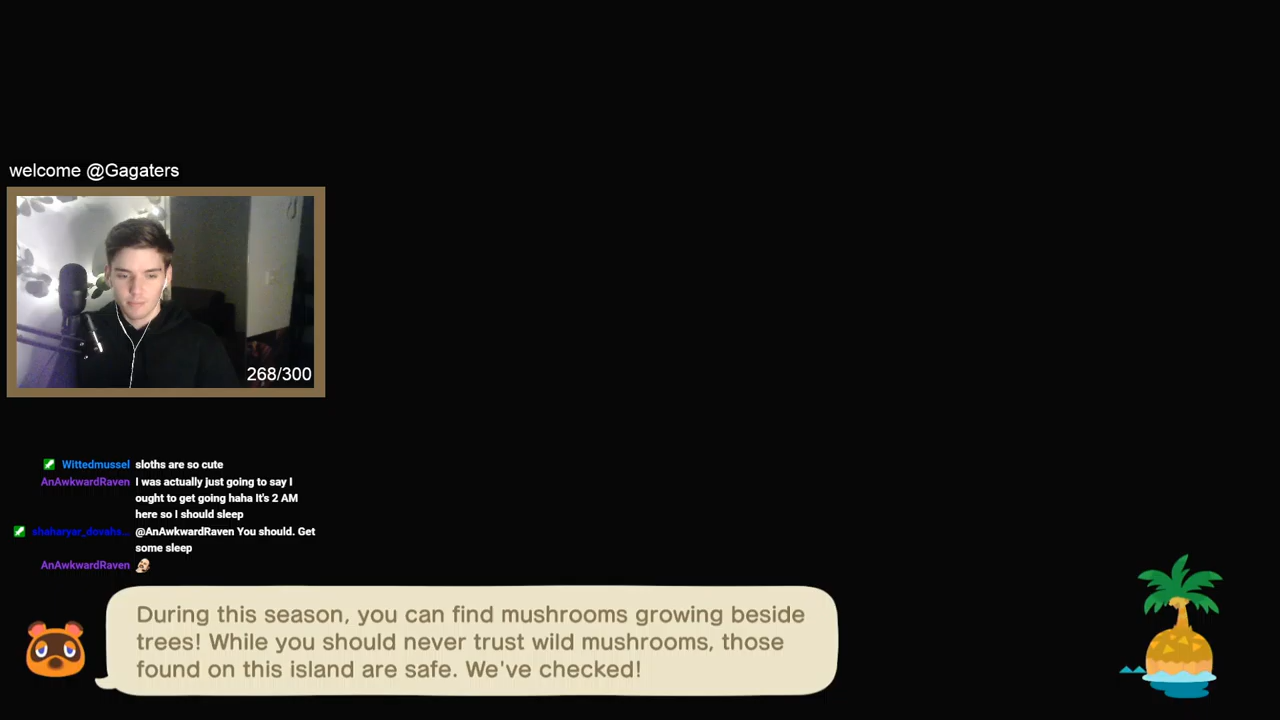 welcome @Gagaters
268/300
Wittedmussel sloths are so cute
AnAwkwardRaven I was actually just going to say I
ought to get going haha It's 2 AM
here so I should sleep
shaharyar_devahs... @AnAwkwardRaven You should. Get
some sleep
AnAwkwardRaven
During this season, you can find mushrooms growing beside
trees! While you should never trust wild mushrooms, those
found on this island are safe. We've checked!